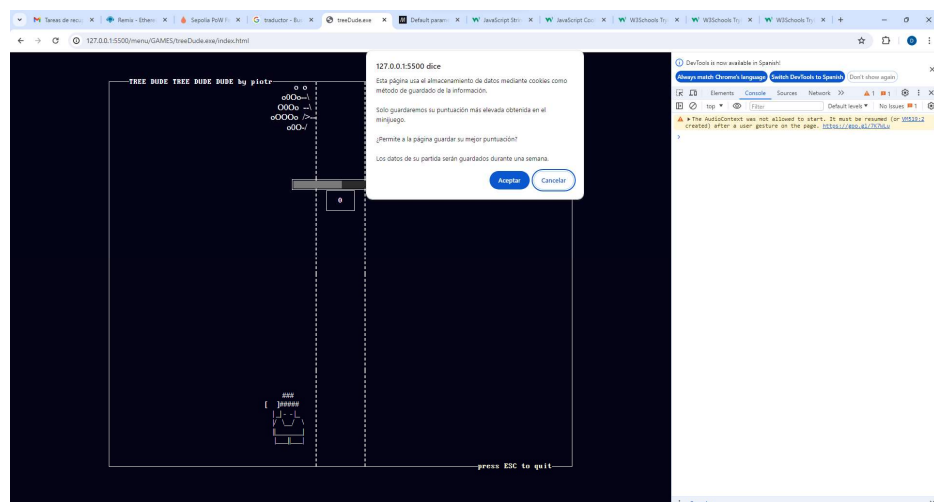 Tareas de recu
Remix - Ethere
Sepolia PoW F
traductor - Bu
treeDude.exe
Default param
JavaScript Stri
JavaScript Coo
W3Schools Try
W3Schools Try
W3Schools Try
127.0.0.1:5500/menu/GAMES/treeDude.exe/index.html
TREE DUDE TREE DUDE DUDE by piotr
0
press ESC to quit
127.0.0.1:5500 dice
Esta página usa el almacenamiento de datos mediante cookies como
método de guardado de la información.
Solo guardaremos su puntuación más elevada obtenida en el
minijuego.
¿Permite a la página guardar su mejor puntuación?
Los datos de su partida serán guardados durante una semana.
Aceptar Cancelar
DevTools is now available in Spanish!
Always match Chrome's language Switch DevTools to Spanish Don't show again
Elements Console Sources Network 1 1
top Filter Default levels No Issues 1
The AudioContext was not allowed to start. It must be resumed (or VM519:2
created) after a user gesture on the page.